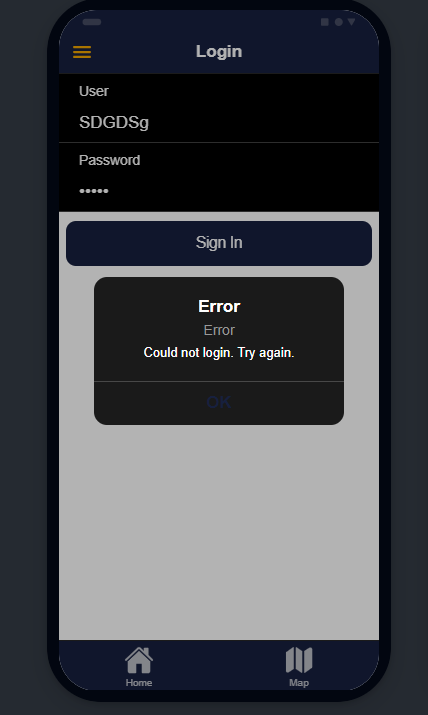 Login
User
SDGDSg
Password
•••••
Sign In
Error
Error
Could not login. Try again.
OK
Home
Map